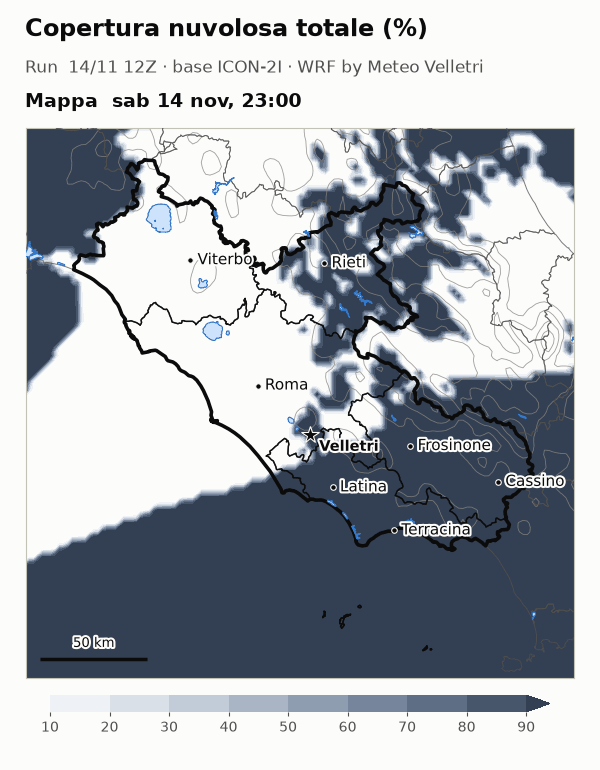 Copertura nuvolosa totale (%)
Run 14/11 12Z · base ICON-2I · WRF by Meteo Velletri
Mappa sab 14 nov, 23:00
Viterbo
Rieti
Roma
Velletri
Frosinone
Latina
Cassino
Terracina
50 km
10 20 30 40 50 60 70 80 90